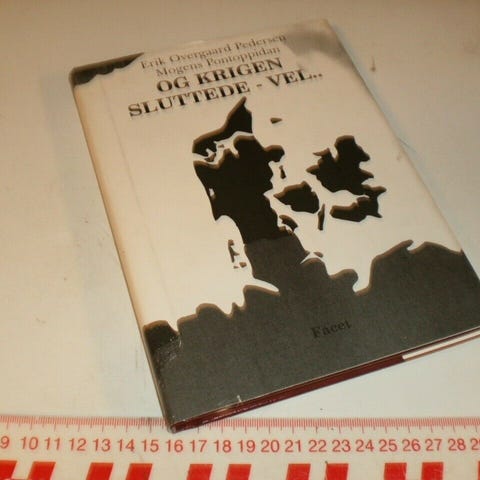 Erik Overgaard Pedersen
Mogens Pontoppidan
OG KRIGEN
SLUTTEDE - VEL..
Facet
9 10 11 12 13 14 15 16 17 18 19 20 21 22 23 24 25 26 27 28 29